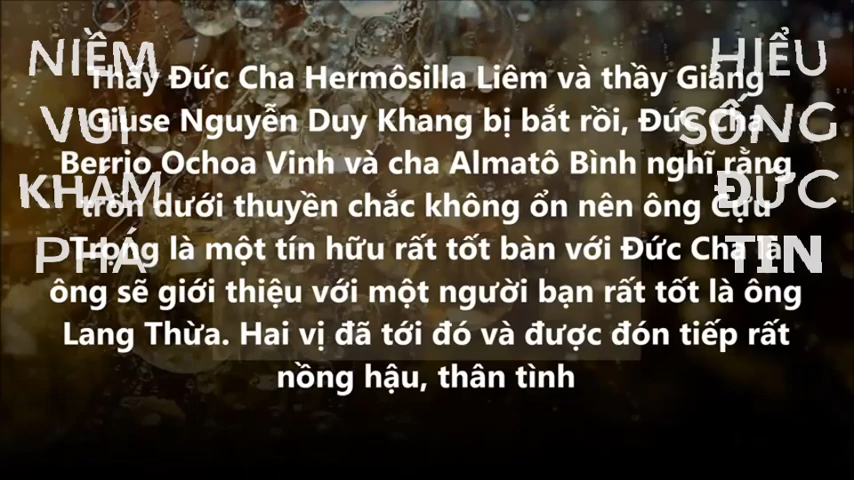 NIỀM
VUI
KHÁM
PHÁ
HIỂU
SỐNG
ĐỨC
TIN
Thấy Đức Cha Hermôsilla Liêm và thầy Giảng
Giuse Nguyễn Duy Khang bị bắt rồi, Đức Cha
Berrio Ochoa Vinh và cha Almatô Bình nghĩ rằng
trốn dưới thuyền chắc không ổn nên ông Cựu
Trọng là một tín hữu rất tốt bàn với Đức Cha là
ông sẽ giới thiệu với một người bạn rất tốt là ông
Lang Thừa. Hai vị đã tới đó và được đón tiếp rất
nồng hậu, thân tình